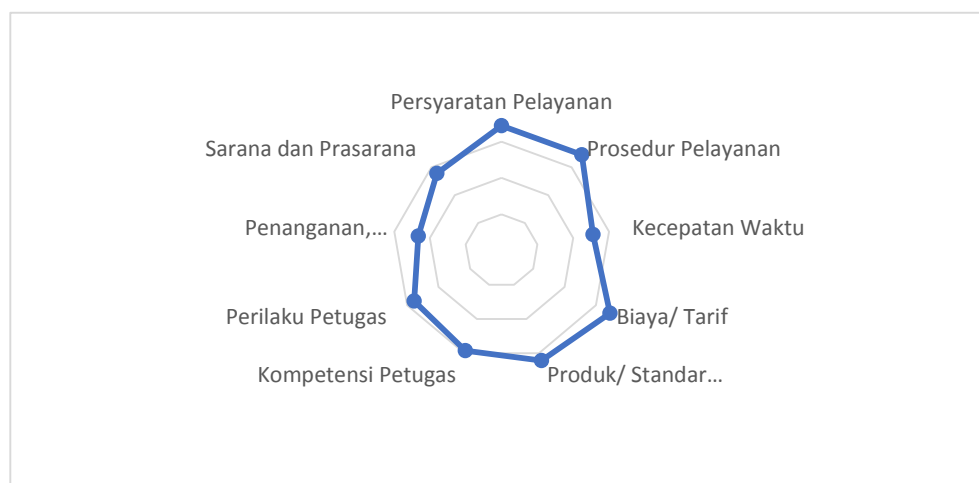 Persyaratan Pelayanan
Sarana dan Prasarana
Prosedur Pelayanan
Penanganan,...
Kecepatan Waktu
Perilaku Petugas
Biaya/ Tarif
Kompetensi Petugas
Produk/ Standar...